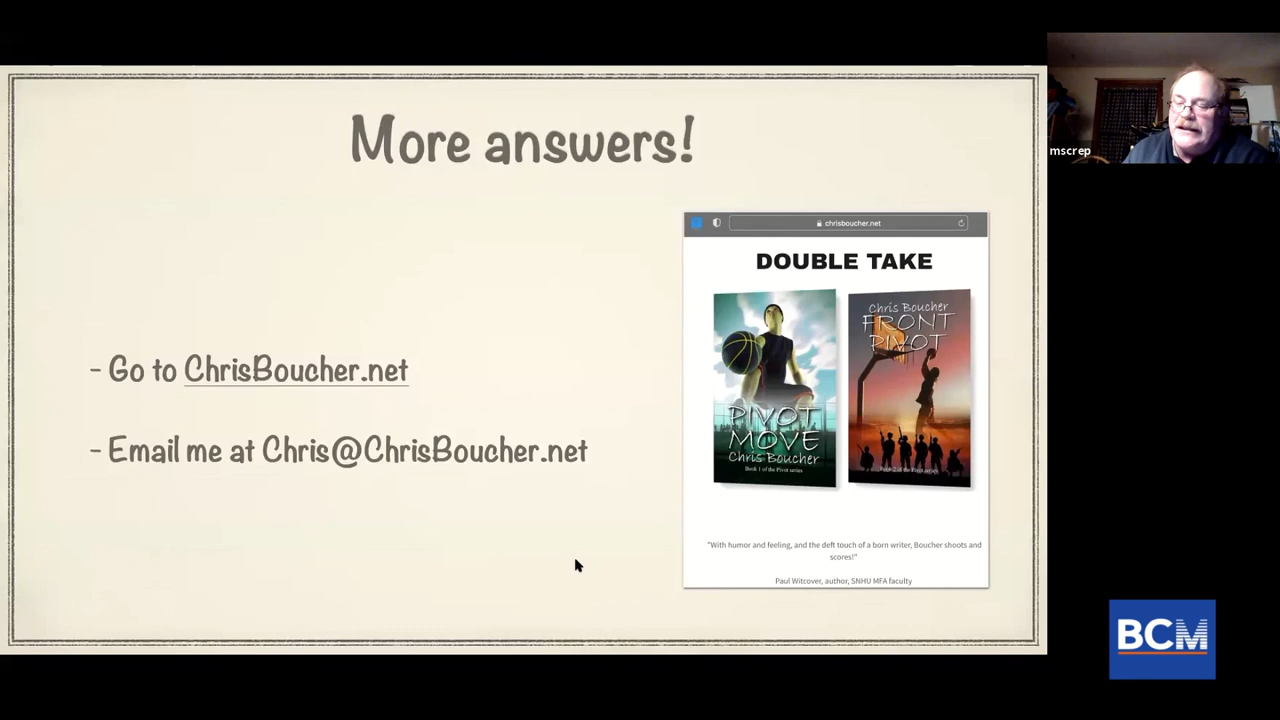 More answers!
- Go to ChrisBoucher.net
- Email me at Chris@ChrisBoucher.net
chrisboucher.net
DOUBLE TAKE
PIVOT
MOVE
Chris Boucher
Book 1 of the Pivot series
Chris Boucher
FRONT
PIVOT
Book 2 of the Pivot series
"With humor and feeling, and the deft touch of a born writer, Boucher shoots and
scores!"
Paul Witcover, author, SNHU MFA faculty
mscrep
BCM